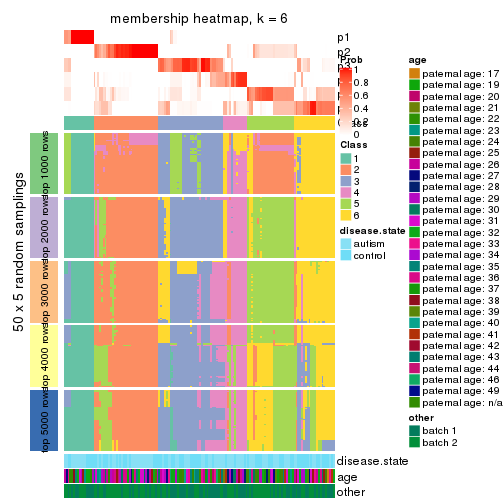 membership heatmap, k = 6
p1
p2
p3
Prob
1
0.8
0.6
0.4
0.2
0
Class
1
2
3
4
5
6
disease.state
autism
control
50 x 5 random samplings
top 1000 rows
top 2000 rows
top 3000 rows
top 4000 rows
top 5000 rows
disease.state
age
other
age
paternal age: 17
paternal age: 19
paternal age: 20
paternal age: 21
paternal age: 22
paternal age: 23
paternal age: 24
paternal age: 25
paternal age: 26
paternal age: 27
paternal age: 28
paternal age: 29
paternal age: 30
paternal age: 31
paternal age: 32
paternal age: 33
paternal age: 34
paternal age: 35
paternal age: 36
paternal age: 37
paternal age: 38
paternal age: 39
paternal age: 40
paternal age: 41
paternal age: 42
paternal age: 43
paternal age: 44
paternal age: 46
paternal age: 49
paternal age: n/a
other
batch 1
batch 2